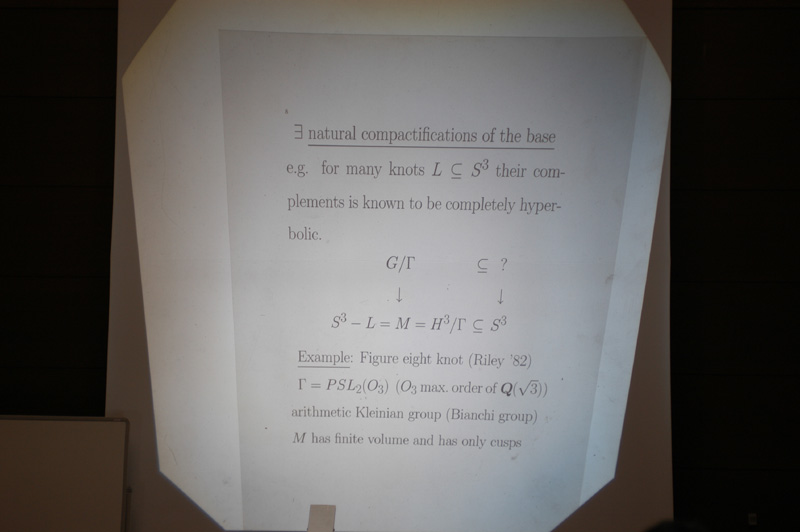 ∃ natural compactifications of the base
e.g. for many knots L ⊆ S³ their com-
plements is known to be completely hyper-
bolic.
G/Γ ⊆ ?
↓ ↓
S³ − L = M = H³/Γ ⊆ S³
Example: Figure eight knot (Riley '82)
Γ = PSL₂(O₃) (O₃ max. order of Q(√3))
arithmetic Kleinian group (Bianchi group)
M has finite volume and has only cusps